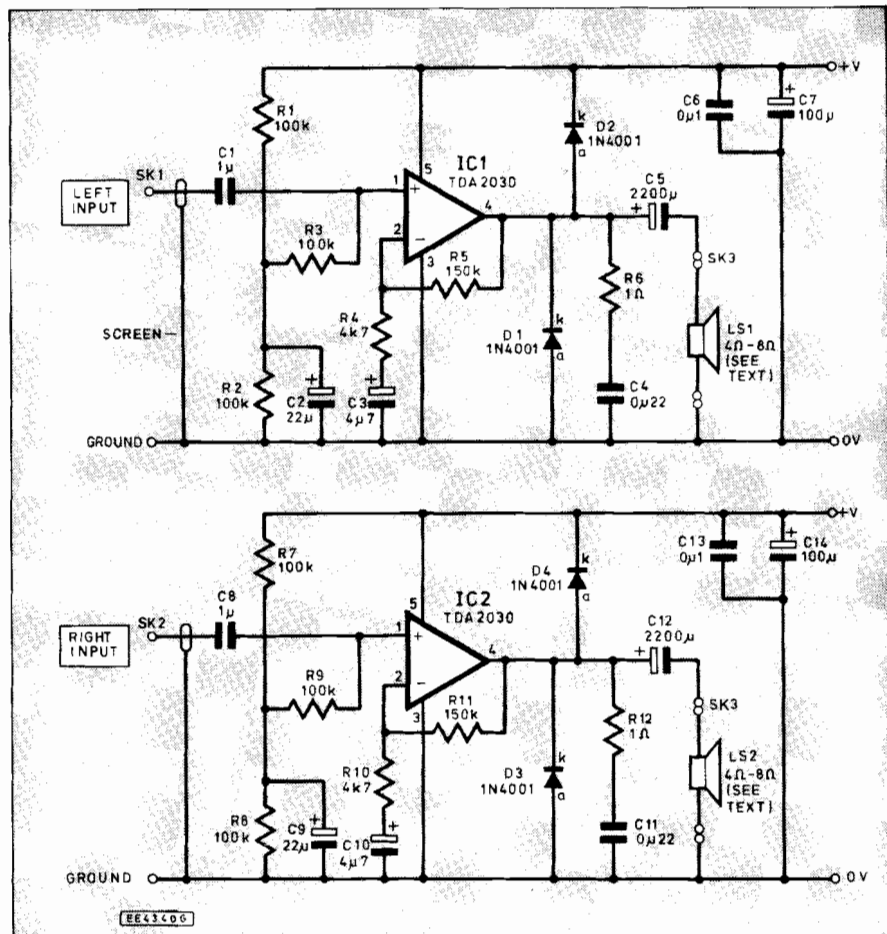 +V
R1
100k
C6
0µ1
+
C7
100µ
k
D2
1N4001
a
C1
1µ
SK1
LEFT
INPUT
IC1
TDA2030
5
1
+
4
2
−
3
C5
2200µ
+
R3
100k
R5
150k
k
D1
1N4001
a
R6
1Ω
SK3
SCREEN
R4
4k7
LS1
4Ω-8Ω
(SEE
TEXT)
R2
100k
+
C2
22µ
+
C3
4µ7
C4
0µ22
GROUND
0V
+V
R7
100k
C13
0µ1
+
C14
100µ
k
D4
1N4001
a
C8
1µ
SK2
RIGHT
INPUT
IC2
TDA2030
5
1
+
4
2
−
3
C12
2200µ
+
R9
100k
R11
150k
k
D3
1N4001
a
R12
1Ω
SK3
R10
4k7
LS2
4Ω-8Ω
(SEE
TEXT)
R8
100k
+
C9
22µ
+
C10
4µ7
C11
0µ22
GROUND
0V
EE4340G